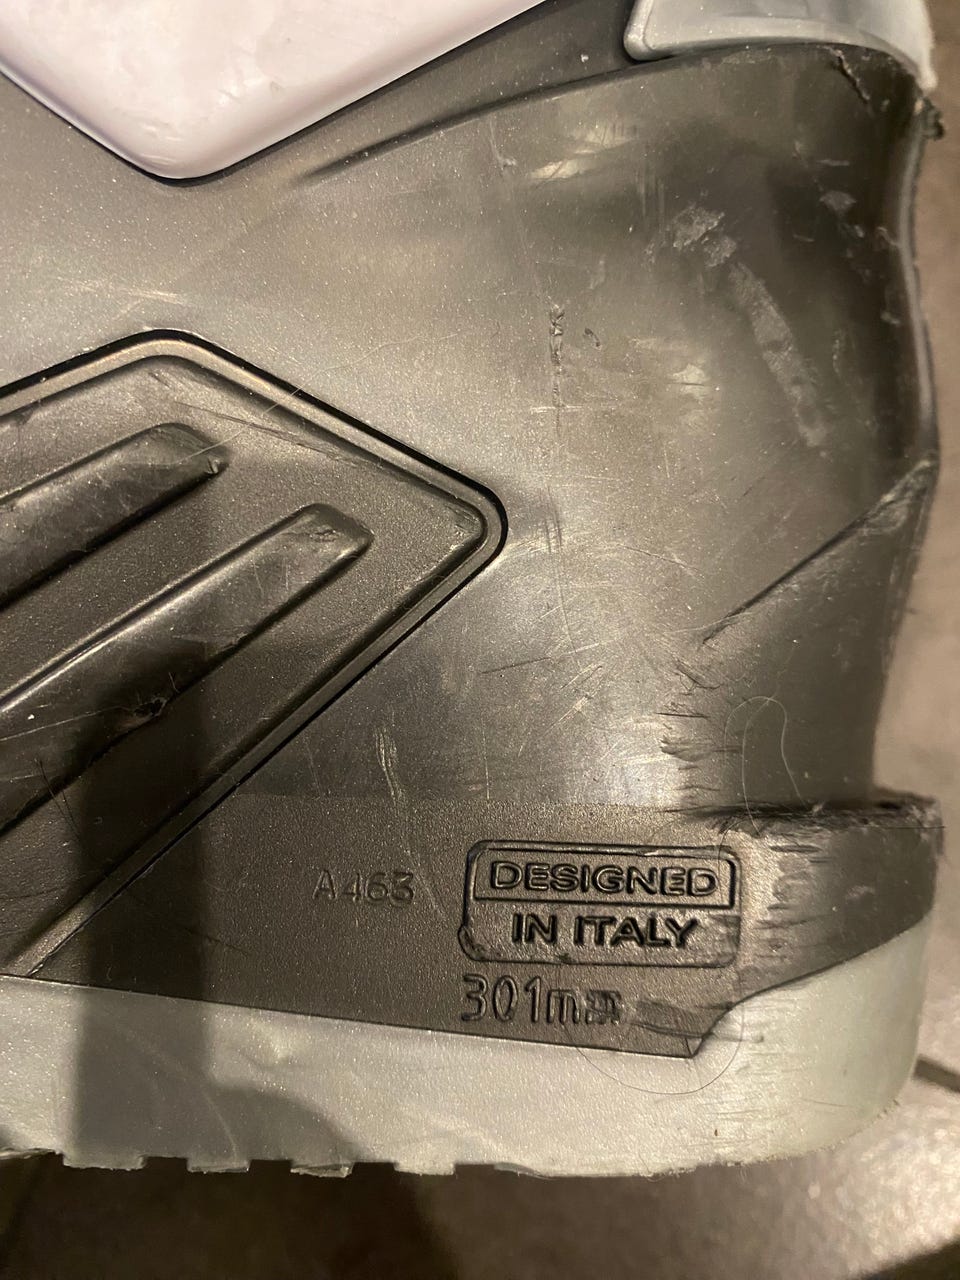 A463
DESIGNED
IN ITALY
301mm